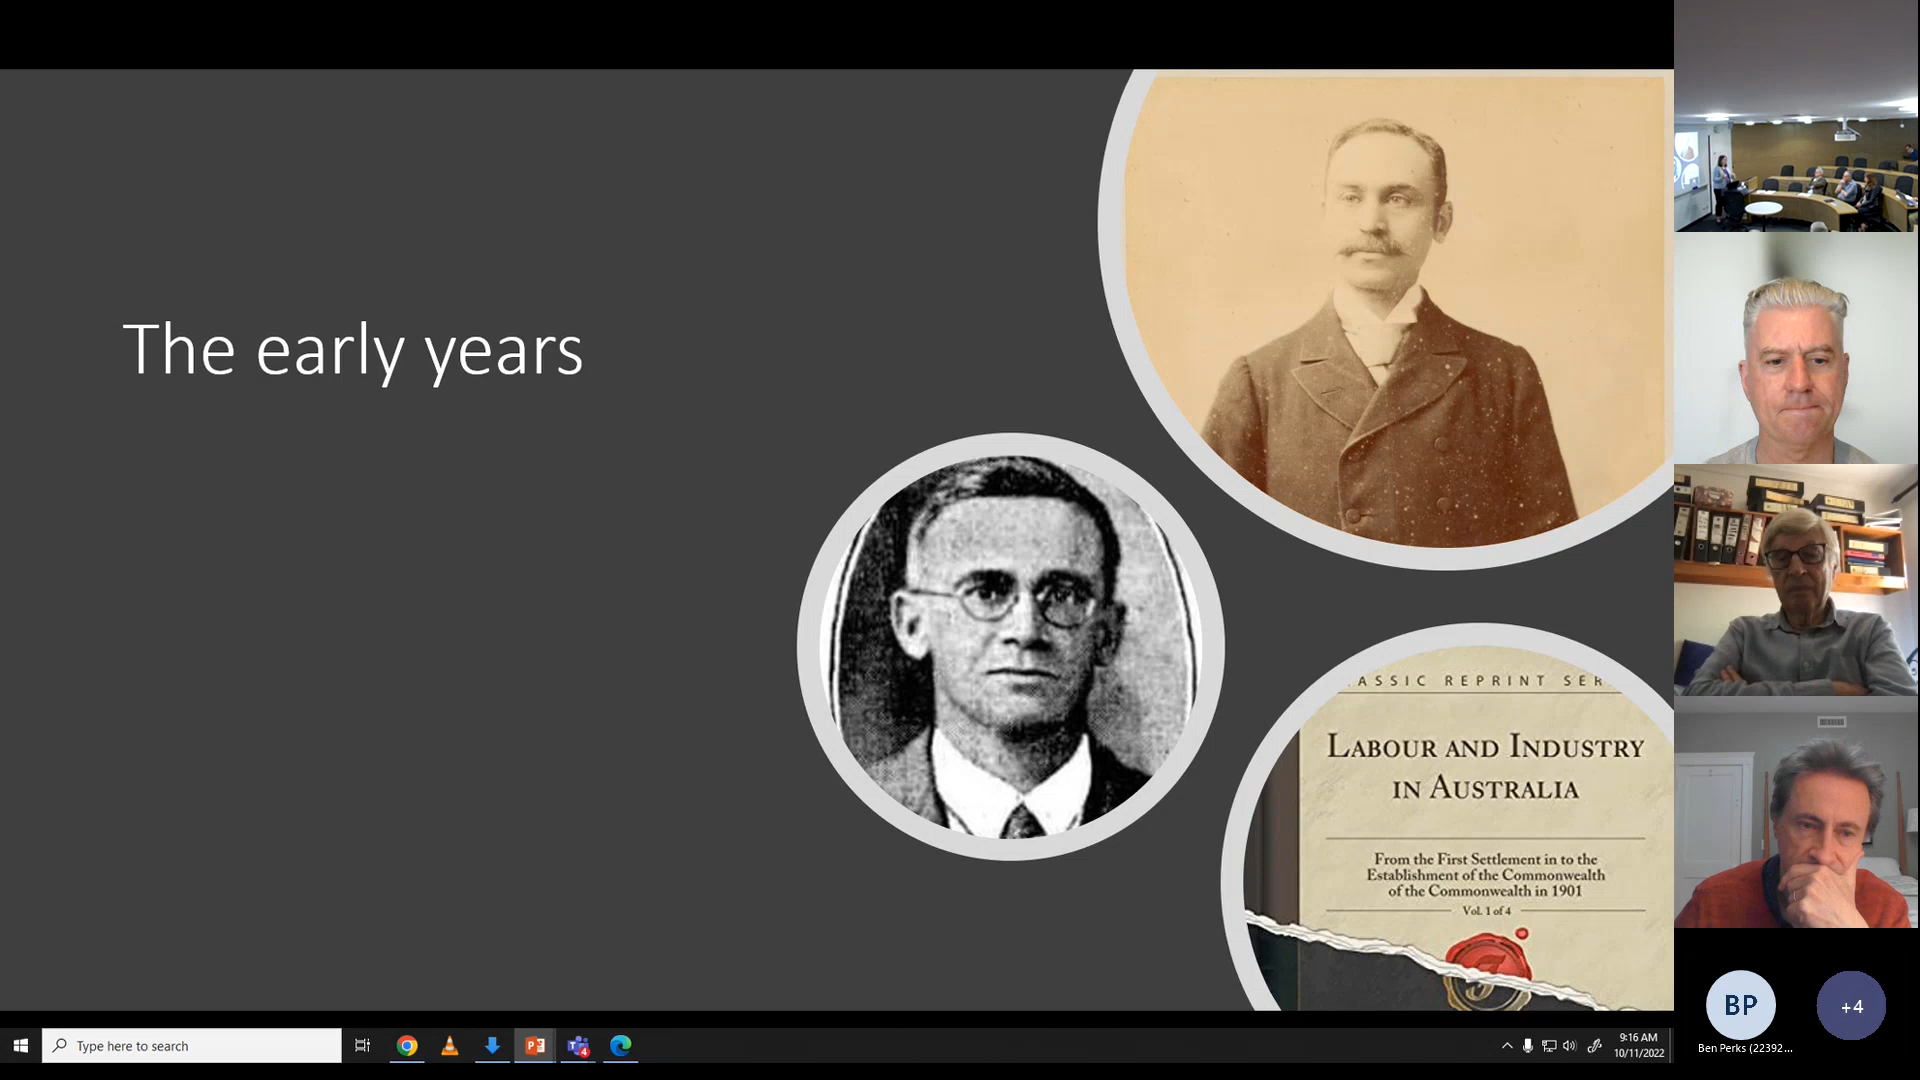 The early years
ASSIC REPRINT SER
LABOUR AND INDUSTRY
IN AUSTRALIA
From the First Settlement in to the
Establishment of the Commonwealth
of the Commonwealth in 1901
Vol. 1 of 4
BP
+4
Ben Perks (22392...
Type here to search
4
9:16 AM
10/11/2022